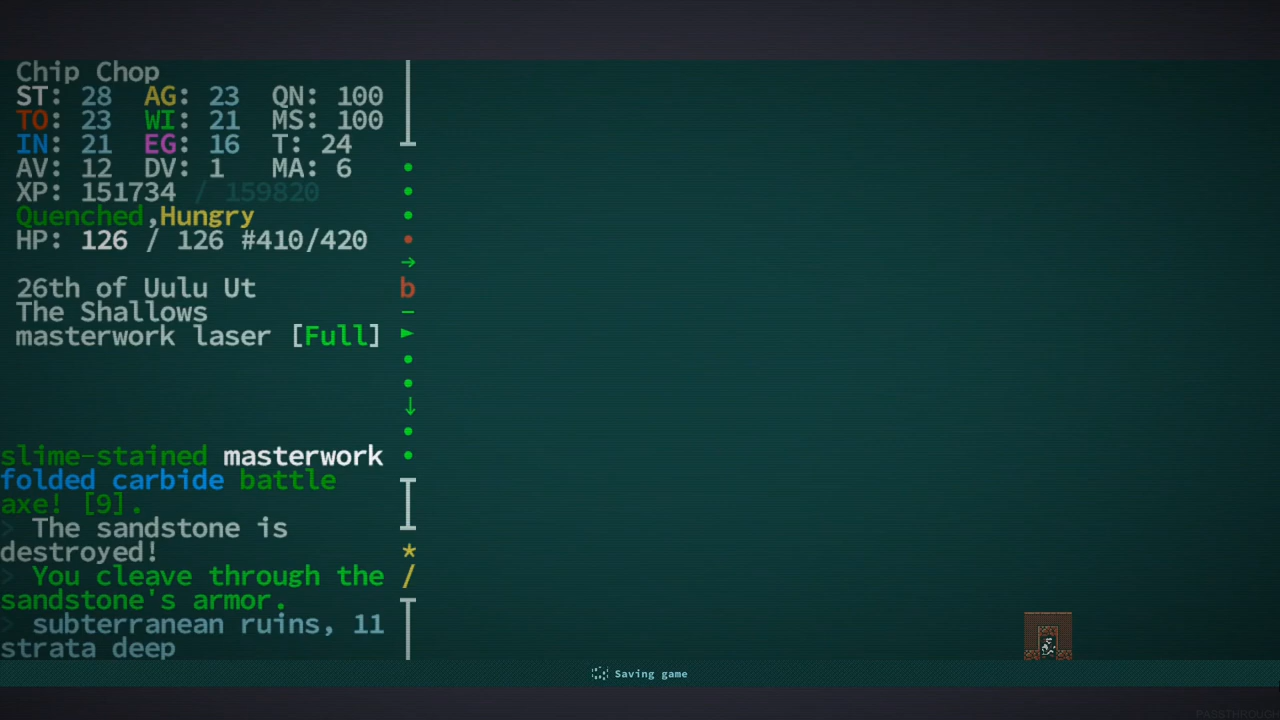 Chip Chop
ST: 28 AG: 23 QN: 100
TO: 23 WI: 21 MS: 100
IN: 21 EG: 16 T: 24
AV: 12 DV: 1 MA: 6
XP: 151734 / 159820
Quenched,Hungry
HP: 126 / 126 #410/420
b
26th of Uulu Ut
The Shallows
masterwork laser [Full]
slime-stained masterwork
folded carbide battle
axe! [9].
> The sandstone is
destroyed!
> You cleave through the
sandstone's armor.
> subterranean ruins, 11
strata deep
Saving game